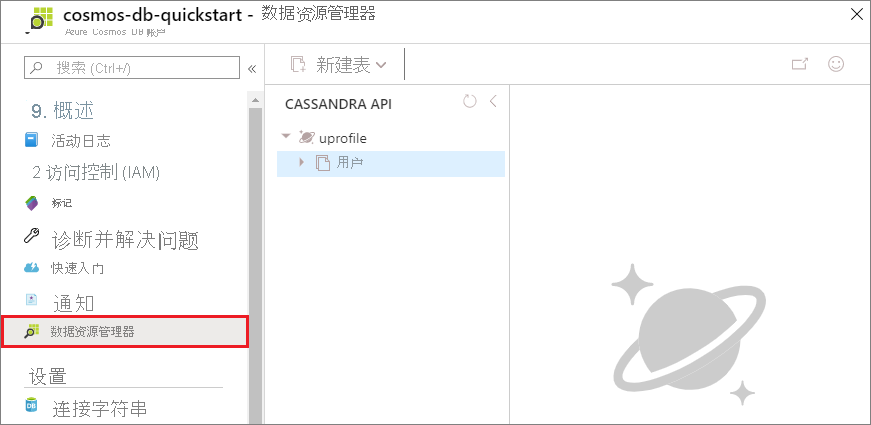 cosmos-db-quickstart - 数据资源管理器
Azure Cosmos DB 帐户
搜索 (Ctrl+/)
«
新建表
9. 概述
活动日志
2 访问控制 (IAM)
标记
诊断并解决问题
快速入门
通知
数据资源管理器
设置
连接字符串
CASSANDRA API
uprofile
用户